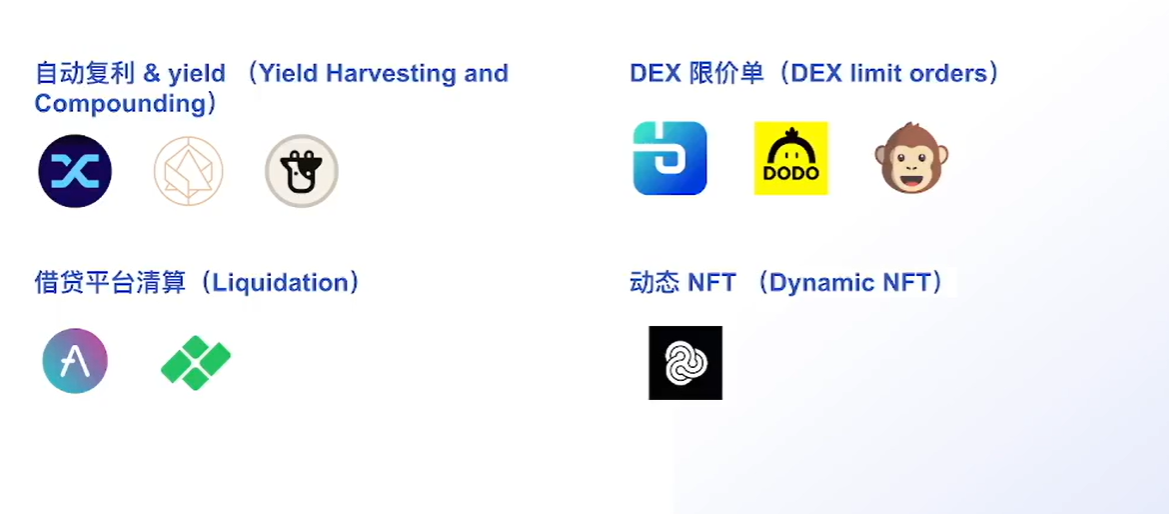 自动复利 & yield （Yield Harvesting and
Compounding）
DEX 限价单（DEX limit orders）
DODO
借贷平台清算（Liquidation）
动态 NFT （Dynamic NFT）